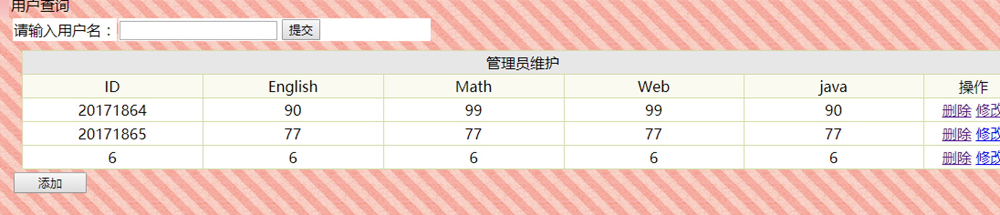 用户查询
请输入用户名： 提交
管理员维护
ID English Math Web java 操作
20171864 90 99 99 90 删除 修改
20171865 77 77 77 77 删除 修改
6 6 6 6 6 删除 修改
添加